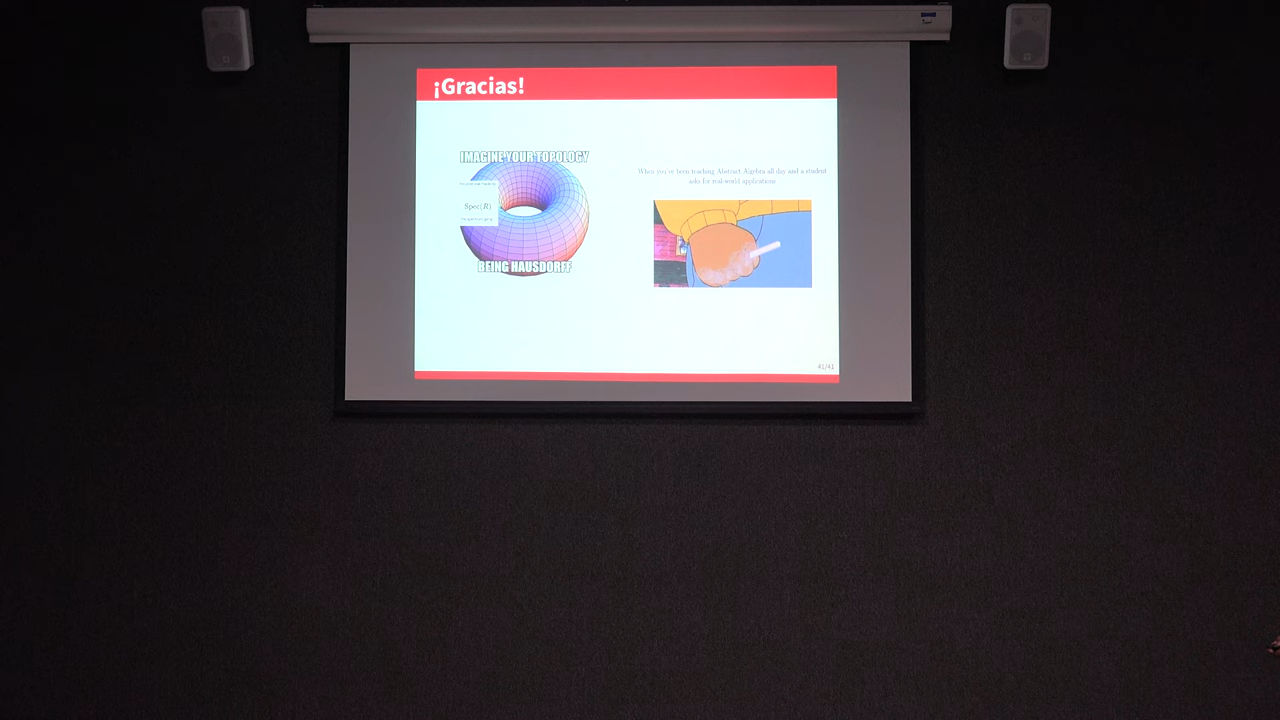 ¡Gracias!
IMAGINE YOUR TOPOLOGY
Spec(R)
BEING HAUSDORFF
When you've been teaching Abstract Algebra all day and a student
asks for real-world applications
41/41